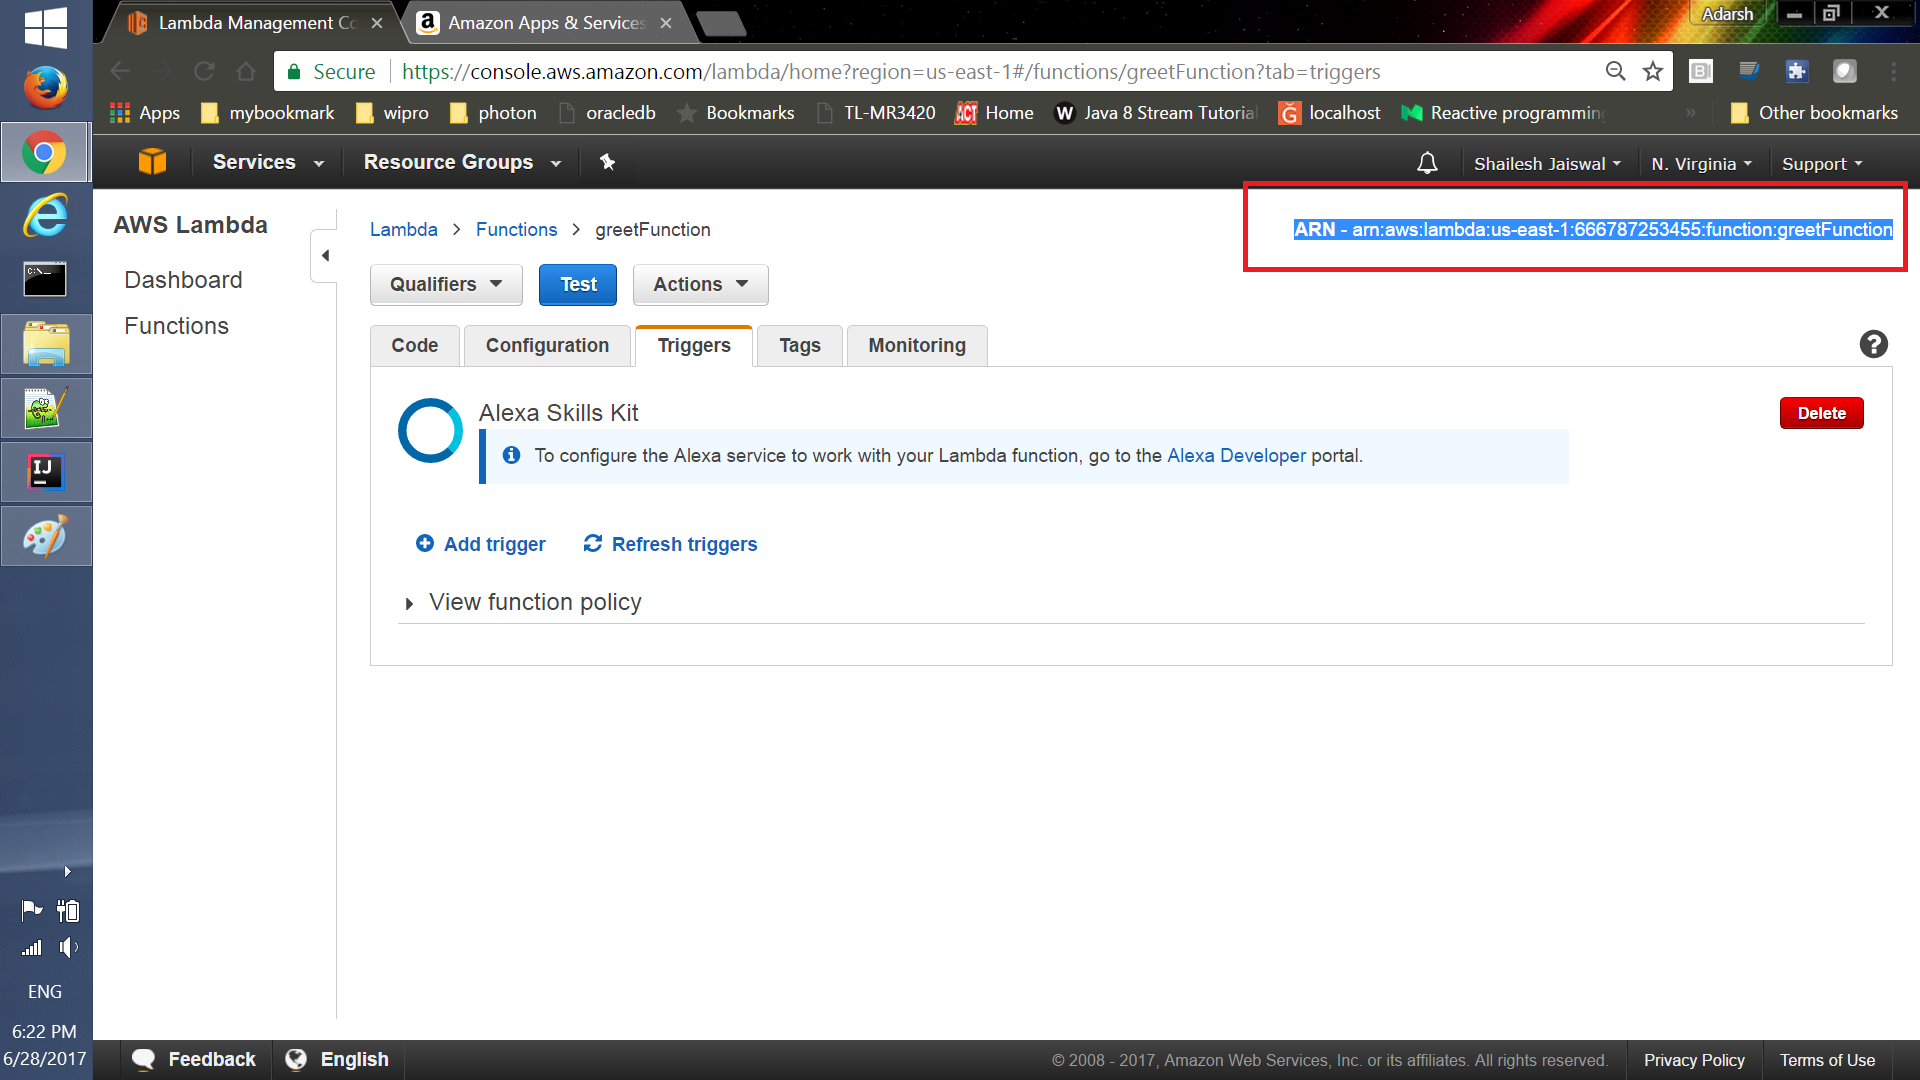 Lambda Management Co
Amazon Apps & Services
Adarsh
Secure
https://console.aws.amazon.com/lambda/home?region=us-east-1#/functions/greetFunction?tab=triggers
Apps
mybookmark
wipro
photon
oracledb
Bookmarks
TL-MR3420
ACT
Home
W
Java 8 Stream Tutorial
localhost
Reactive programming
»
Other bookmarks
Services
Resource Groups
Shailesh Jaiswal
N. Virginia
Support
AWS Lambda
Dashboard
Functions
Lambda > Functions > greetFunction
ARN - arn:aws:lambda:us-east-1:666787253455:function:greetFunction
Qualifiers
Test
Actions
Code
Configuration
Triggers
Tags
Monitoring
?
Alexa Skills Kit
Delete
To configure the Alexa service to work with your Lambda function, go to the Alexa Developer portal.
Add trigger
Refresh triggers
View function policy
ENG
6:22 PM
6/28/2017
Feedback
English
© 2008 - 2017, Amazon Web Services, Inc. or its affiliates. All rights reserved.
Privacy Policy
Terms of Use